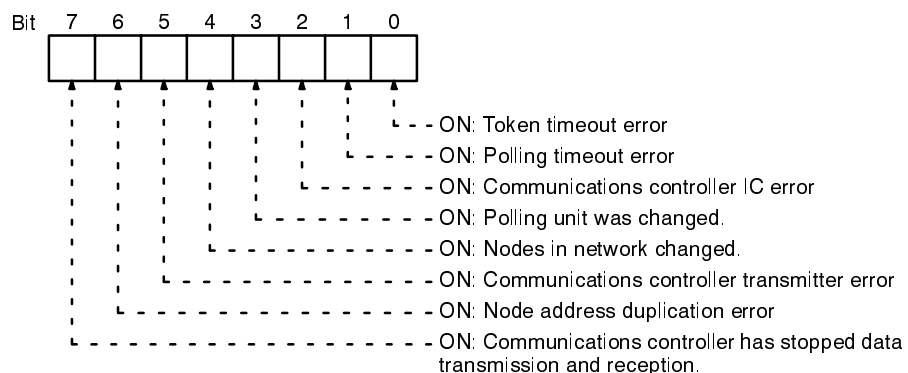 Bit 7 6 5 4 3 2 1 0
ON: Token timeout error
ON: Polling timeout error
ON: Communications controller IC error
ON: Polling unit was changed.
ON: Nodes in network changed.
ON: Communications controller transmitter error
ON: Node address duplication error
ON: Communications controller has stopped data
transmission and reception.